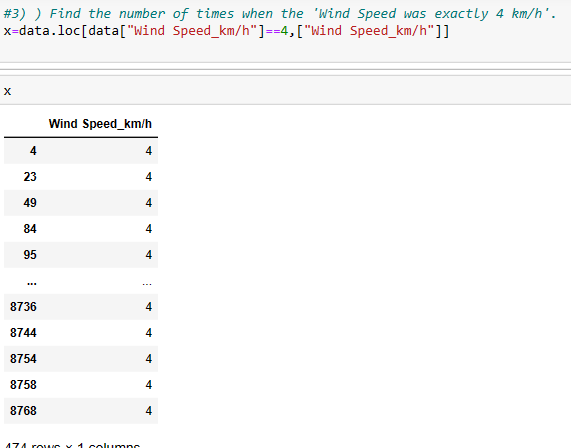 #3) ) Find the number of times when the 'Wind Speed was exactly 4 km/h'.
x=data.loc[data["Wind Speed_km/h"]==4,["Wind Speed_km/h"]]
x
Wind Speed_km/h
4 4
23 4
49 4
84 4
95 4
... ...
8736 4
8744 4
8754 4
8758 4
8768 4
474 rows × 1 columns